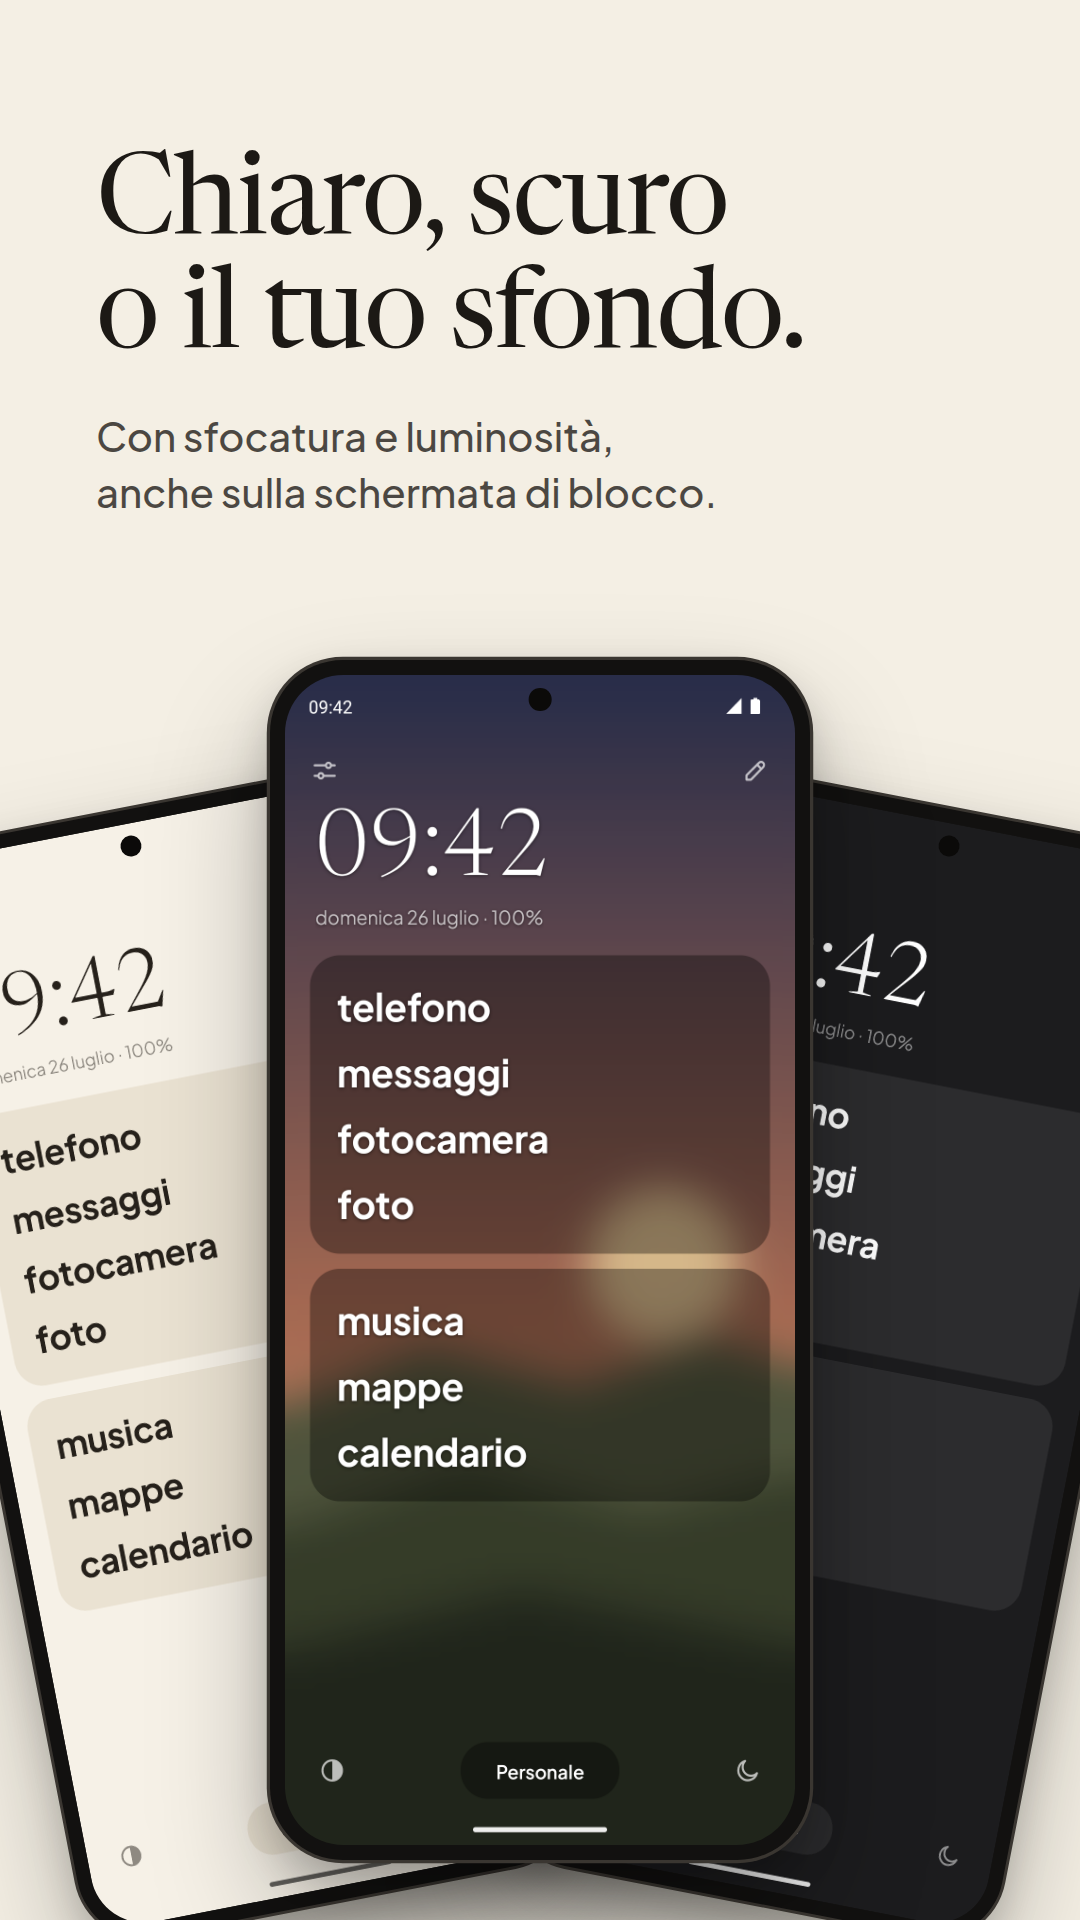 Chiaro, scuro
o il tuo sfondo.
Con sfocatura e luminosità,
anche sulla schermata di blocco.
09:42
09:42
domenica 26 luglio · 100%
telefono
messaggi
fotocamera
foto
musica
mappe
calendario
Personale
9:42
26 luglio · 100%
telefono
messaggi
fotocamera
foto
musica
mappe
calendario
:42
luglio · 100%